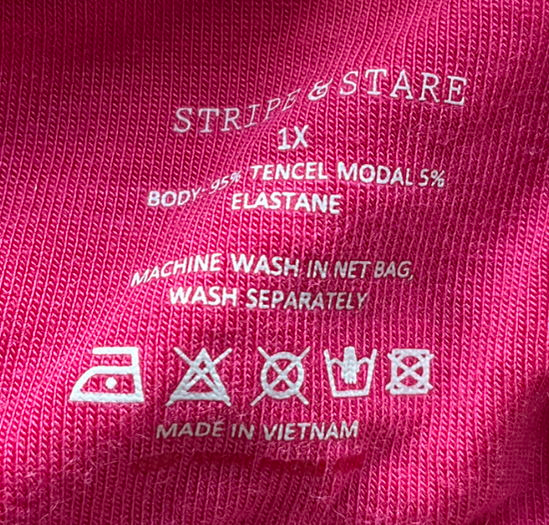 STRIPE & STARE
1X
BODY 95% TENCEL MODAL 5%
ELASTANE
MACHINE WASH IN NET BAG,
WASH SEPARATELY
MADE IN VIETNAM